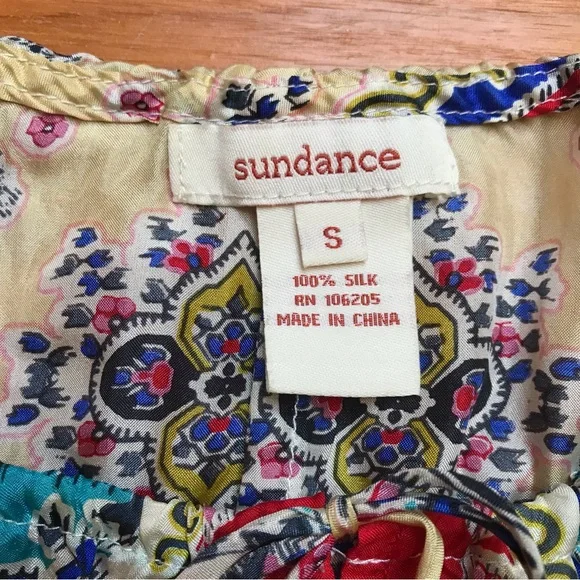 sundance
S
100% SILK
RN 106205
MADE IN CHINA